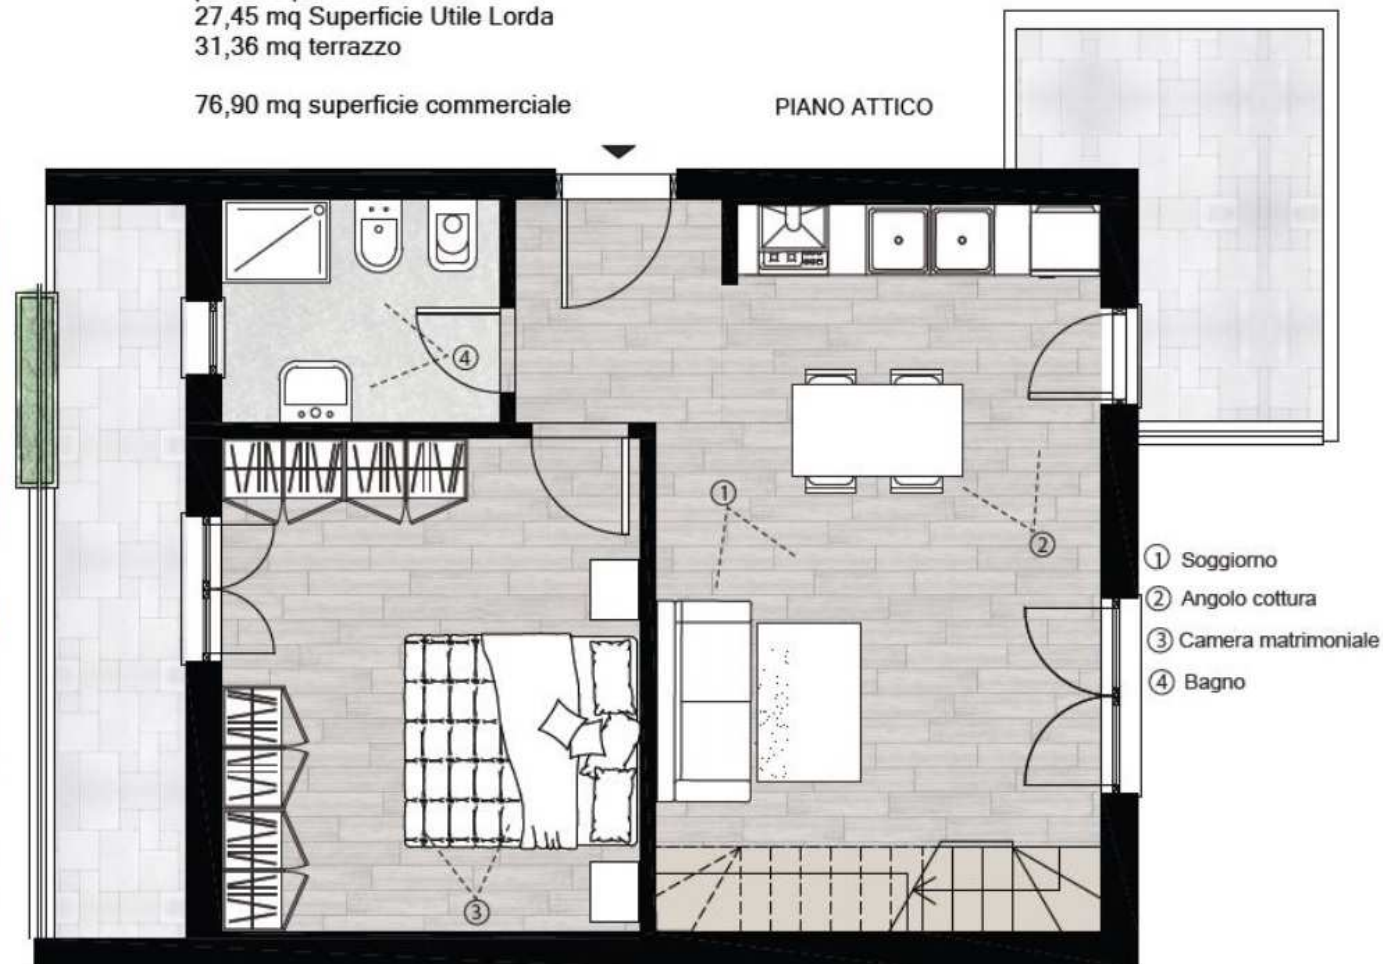 27,45 mq Superficie Utile Lorda
31,36 mq terrazzo
76,90 mq superficie commerciale
PIANO ATTICO
4
1
2
3
1 Soggiorno
2 Angolo cottura
3 Camera matrimoniale
4 Bagno